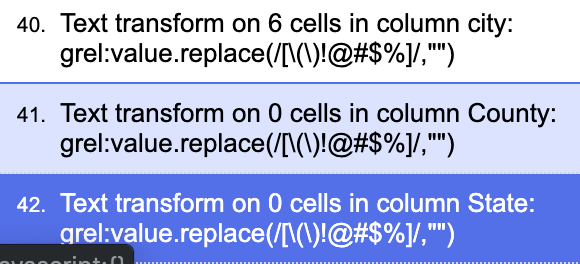 40. Text transform on 6 cells in column city:
grel:value.replace(/[\(\)!@#$%]/,"")
41. Text transform on 0 cells in column County:
grel:value.replace(/[\(\)!@#$%]/,"")
42. Text transform on 0 cells in column State:
grel:value.replace(/[\(\)!@#$%]/,"")